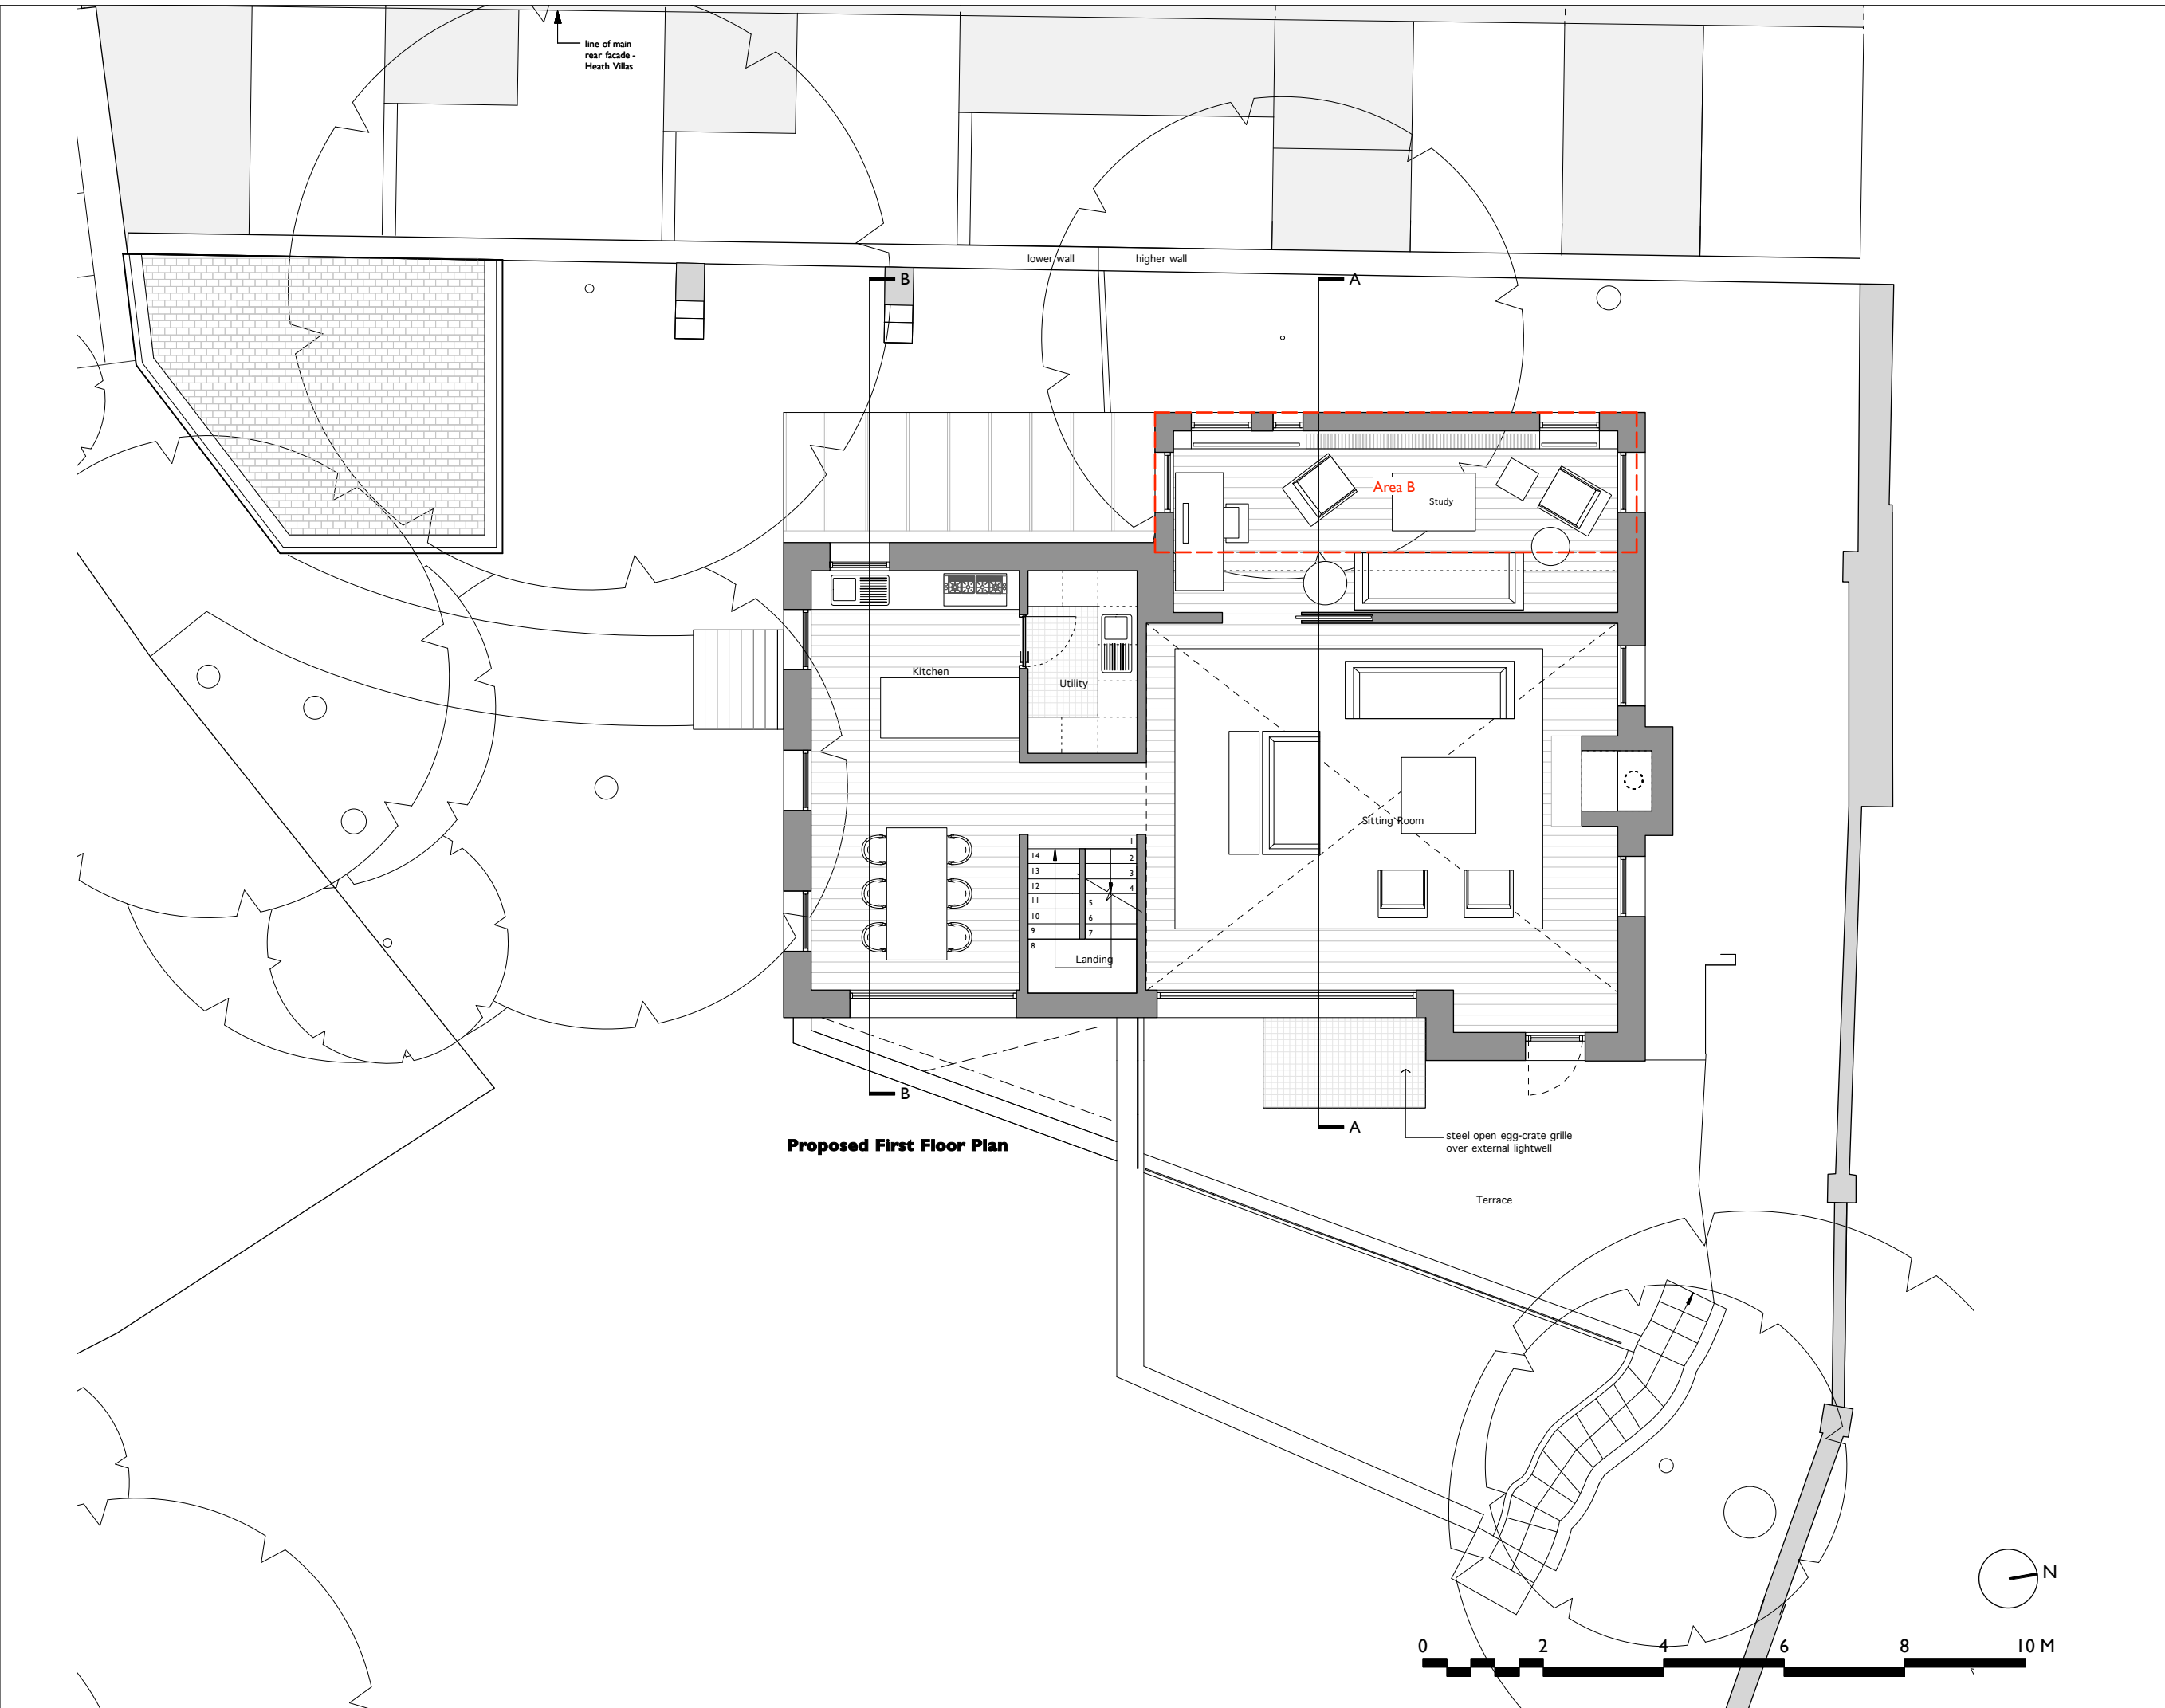 line of main
rear facade -
Heath Villas
lower wall
higher wall
B
A
Area B
Study
Kitchen
Utility
Sitting Room
1
14
2
13
3
12
4
11
5
10
6
9
7
8
Landing
B
A
Proposed First Floor Plan
steel open egg-crate grille
over external lightwell
Terrace
N
0 2 4 6 8 10 M